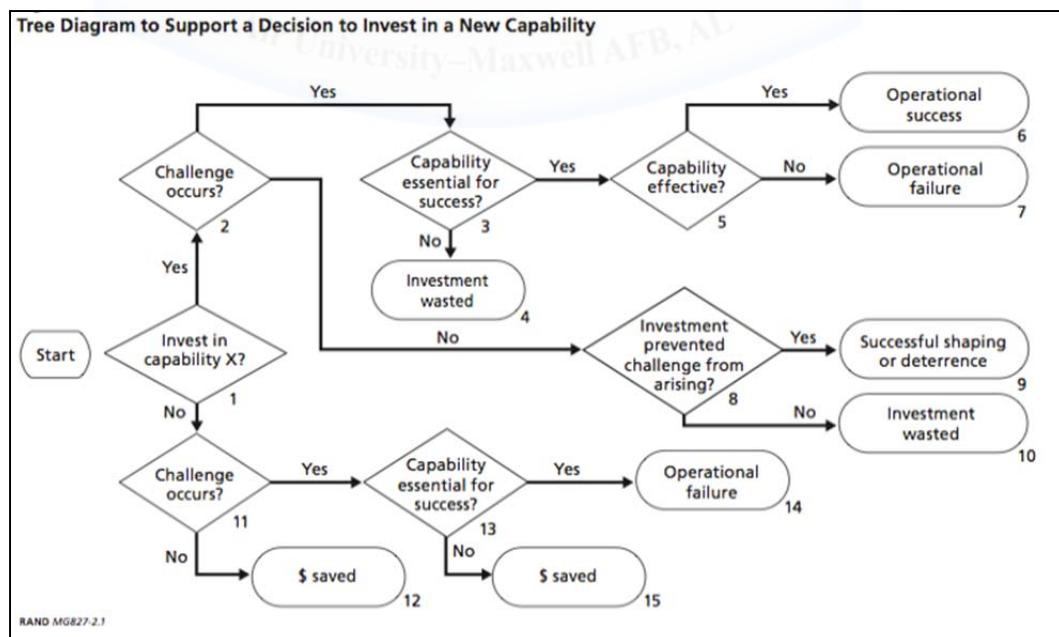 Tree Diagram to Support a Decision to Invest in a New Capability
University–Maxwell AFB, AL
Yes
Yes
Operational
success
6
Challenge
occurs?
2
Capability
essential for
success?
3
Yes
Capability
effective?
5
No
Operational
failure
7
No
Investment
wasted
4
Yes
Start
Invest in
capability X?
1
No
Investment
prevented
challenge from
arising?
8
Yes
Successful shaping
or deterrence
9
No
Investment
wasted
10
No
Challenge
occurs?
11
Yes
Capability
essential for
success?
13
Yes
Operational
failure
14
No
$ saved
12
No
$ saved
15
RAND MG827-2.1